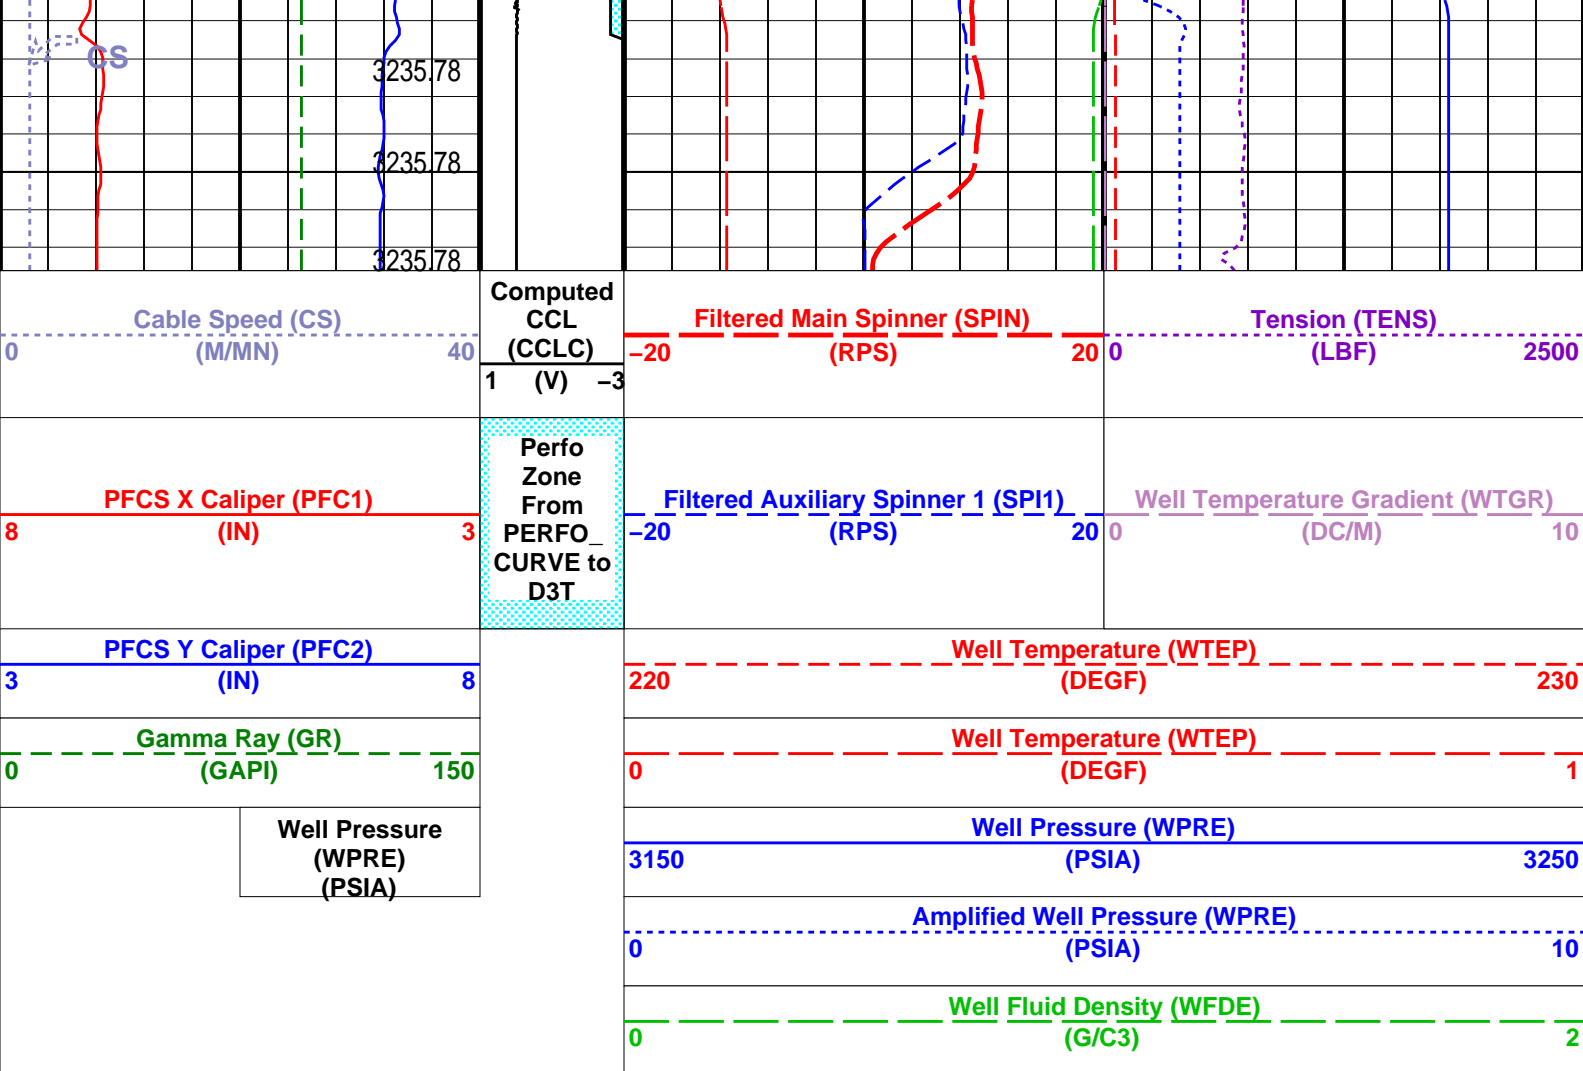 CS
3235.78
3235.78
3235.78
Cable Speed (CS)
0 (M/MN) 40
Computed
CCL
(CCLC)
1 (V) −3
Filtered Main Spinner (SPIN)
−20 (RPS) 20
Tension (TENS)
0 (LBF) 2500
PFCS X Caliper (PFC1)
8 (IN) 3
Perfo
Zone
From
PERFO_
CURVE to
D3T
Filtered Auxiliary Spinner 1 (SPI1)
−20 (RPS) 20
Well Temperature Gradient (WTGR)
0 (DC/M) 10
PFCS Y Caliper (PFC2)
3 (IN) 8
Well Temperature (WTEP)
220 (DEGF) 230
Gamma Ray (GR)
0 (GAPI) 150
Well Temperature (WTEP)
0 (DEGF) 1
Well Pressure
(WPRE)
(PSIA)
Well Pressure (WPRE)
3150 (PSIA) 3250
Amplified Well Pressure (WPRE)
0 (PSIA) 10
Well Fluid Density (WFDE)
0 (G/C3) 2